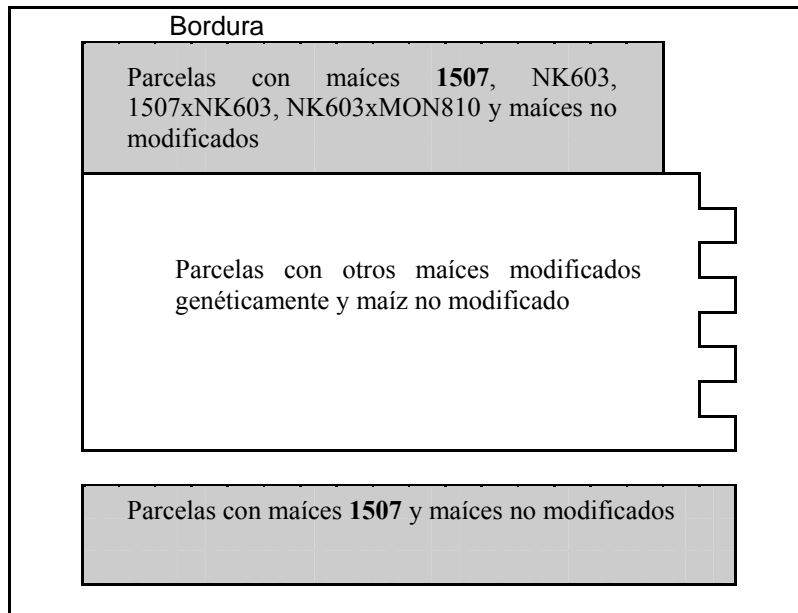 Bordura
Parcelas con maíces 1507, NK603,
1507xNK603, NK603xMON810 y maíces no
modificados
Parcelas con otros maíces modificados
genéticamente y maíz no modificado
Parcelas con maíces 1507 y maíces no modificados